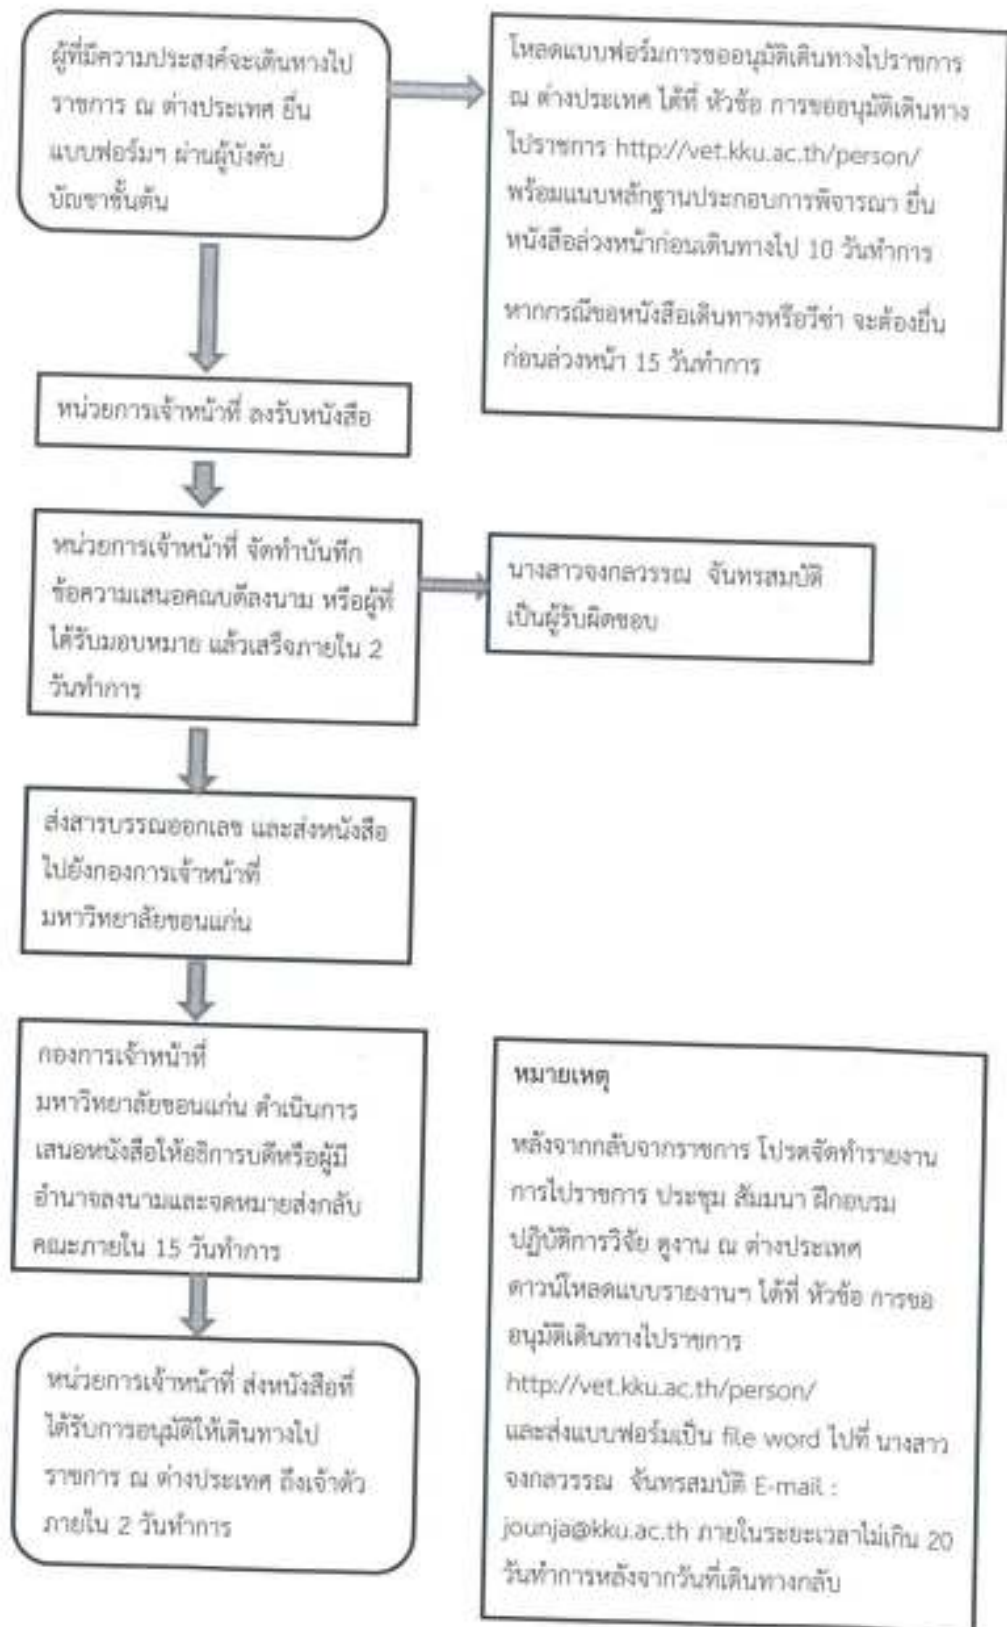 ผู้ที่มีความประสงค์จะเดินทางไป
ราชการ ณ ต่างประเทศ ยื่น
แบบฟอร์มฯ ผ่านผู้บังคับ
บัญชาชั้นต้น
โหลดแบบฟอร์มการขออนุมัติเดินทางไปราชการ
ณ ต่างประเทศ ได้ที่ หัวข้อ การขออนุมัติเดินทาง
ไปราชการ http://vet.kku.ac.th/person/
พร้อมแนบหลักฐานประกอบการพิจารณา ยื่น
หนังสือล่วงหน้าก่อนเดินทางไป 10 วันทำการ
หากกรณีขอหนังสือเดินทางหรือวีซ่า จะต้องยื่น
ก่อนล่วงหน้า 15 วันทำการ
หน่วยการเจ้าหน้าที่ ลงรับหนังสือ
หน่วยการเจ้าหน้าที่ จัดทำบันทึก
ข้อความเสนอคณบดีลงนาม หรือผู้ที่
ได้รับมอบหมาย แล้วเสร็จภายใน 2
วันทำการ
นางสาวจงกลวรรณ จันทรสมบัติ
เป็นผู้รับผิดชอบ
ส่งสารบรรณออกเลข และส่งหนังสือ
ไปยังกองการเจ้าหน้าที่
มหาวิทยาลัยขอนแก่น
กองการเจ้าหน้าที่
มหาวิทยาลัยขอนแก่น ดำเนินการ
เสนอหนังสือให้อธิการบดีหรือผู้มี
อำนาจลงนามและจดหมายส่งกลับ
คณะภายใน 15 วันทำการ
หน่วยการเจ้าหน้าที่ ส่งหนังสือที่
ได้รับการอนุมัติให้เดินทางไป
ราชการ ณ ต่างประเทศ ถึงเจ้าตัว
ภายใน 2 วันทำการ
หมายเหตุ
หลังจากกลับจากราชการ โปรดจัดทำรายงาน
การไปราชการ ประชุม สัมมนา ฝึกอบรม
ปฏิบัติการวิจัย ดูงาน ณ ต่างประเทศ
ดาวน์โหลดแบบรายงานฯ ได้ที่ หัวข้อ การขอ
อนุมัติเดินทางไปราชการ
http://vet.kku.ac.th/person/
และส่งแบบฟอร์มเป็น file word ไปที่ นางสาว
จงกลวรรณ จันทรสมบัติ E-mail :
jounja@kku.ac.th ภายในระยะเวลาไม่เกิน 20
วันทำการหลังจากวันที่เดินทางกลับ